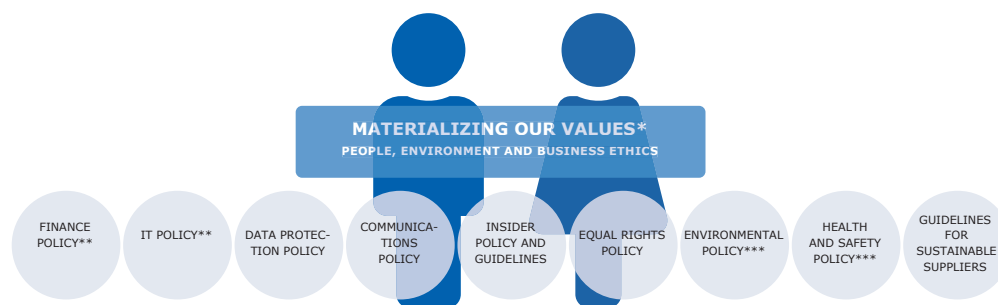 MATERIALIZING OUR VALUES*
PEOPLE, ENVIRONMENT AND BUSINESS ETHICS
FINANCE
POLICY**
IT POLICY**
DATA PROTEC-
TION POLICY
COMMUNICA-
TIONS
POLICY
INSIDER
POLICY AND
GUIDELINES
EQUAL RIGHTS
POLICY
ENVIRONMENTAL
POLICY***
HEALTH
AND SAFETY
POLICY***
GUIDELINES
FOR
SUSTAINABLE
SUPPLIERS